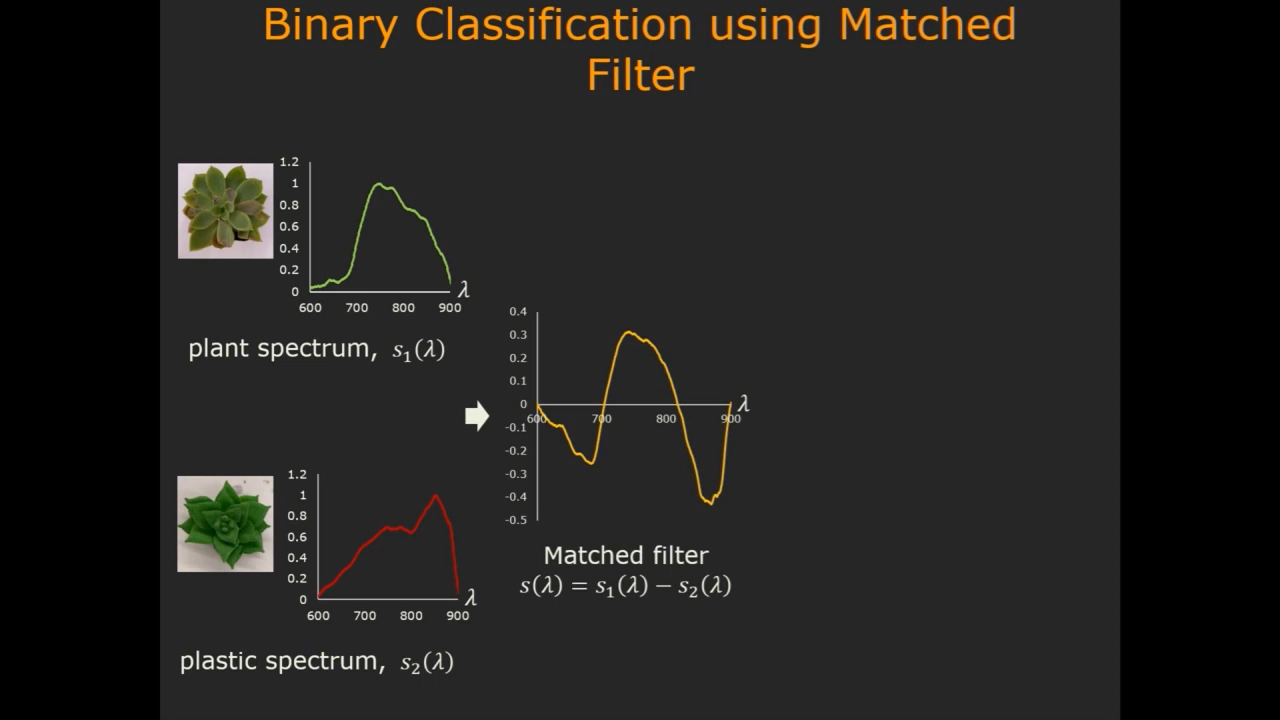 Binary Classification using Matched
Filter
1.2
1
0.8
0.6
0.4
0.2
0
600 700 800 900
λ
plant spectrum, s₁(λ)
1.2
1
0.8
0.6
0.4
0.2
0
600 700 800 900
λ
plastic spectrum, s₂(λ)
0.4
0.3
0.2
0.1
0
-0.1
-0.2
-0.3
-0.4
-0.5
600 700 800 900
λ
Matched filter
s(λ) = s₁(λ) − s₂(λ)